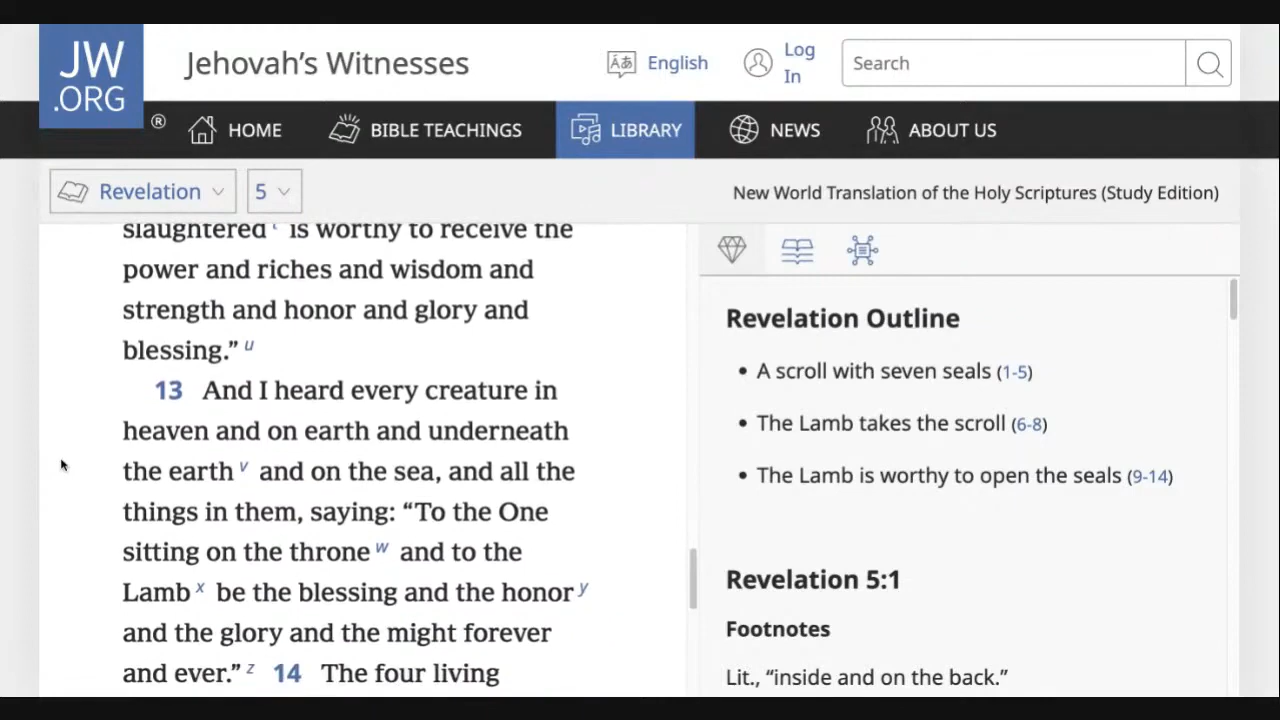 JW
.ORG
®
Jehovah’s Witnesses
English
Log
In
Search
HOME
BIBLE TEACHINGS
LIBRARY
NEWS
ABOUT US
Revelation
5
New World Translation of the Holy Scriptures (Study Edition)
slaughtered t is worthy to receive the
power and riches and wisdom and
strength and honor and glory and
blessing.” u
13 And I heard every creature in
heaven and on earth and underneath
the earth v and on the sea, and all the
things in them, saying: “To the One
sitting on the throne w and to the
Lamb x be the blessing and the honor y
and the glory and the might forever
and ever.” z 14 The four living
Revelation Outline
• A scroll with seven seals (1-5)
• The Lamb takes the scroll (6-8)
• The Lamb is worthy to open the seals (9-14)
Revelation 5:1
Footnotes
Lit., “inside and on the back.”